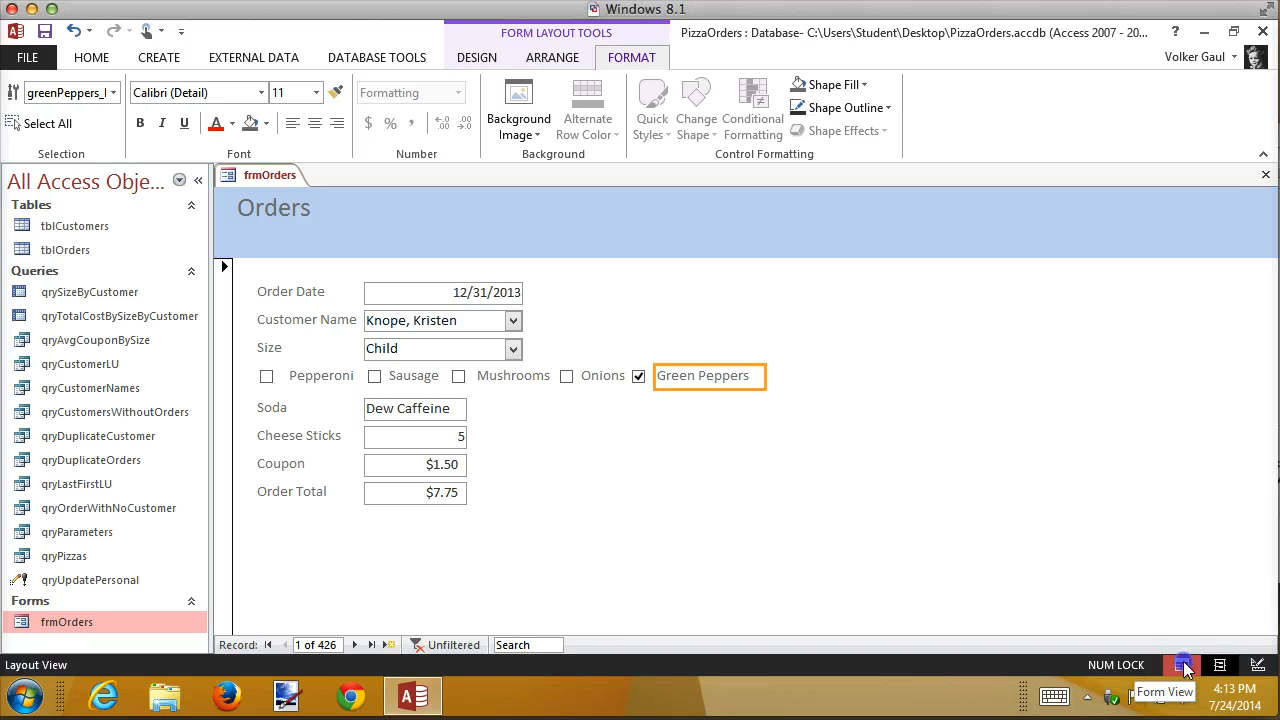 Windows 8.1
FORM LAYOUT TOOLS
PizzaOrders : Database- C:\Users\Student\Desktop\PizzaOrders.accdb (Access 2007 - 20...
?
FILE
HOME
CREATE
EXTERNAL DATA
DATABASE TOOLS
DESIGN
ARRANGE
FORMAT
Volker Gaul
greenPeppers_l
Calibri (Detail)
11
Formatting
Select All
B
I
U
A
$
%
Background
Image
Alternate
Row Color
Quick
Styles
Change
Shape
Conditional
Formatting
Shape Fill
Shape Outline
Shape Effects
Selection
Font
Number
Background
Control Formatting
All Access Obje...
frmOrders
Tables
tblCustomers
tblOrders
Queries
qrySizeByCustomer
qryTotalCostBySizeByCustomer
qryAvgCouponBySize
qryCustomerLU
qryCustomerNames
qryCustomersWithoutOrders
qryDuplicateCustomer
qryDuplicateOrders
qryLastFirstLU
qryOrderWithNoCustomer
qryParameters
qryPizzas
qryUpdatePersonal
Forms
frmOrders
Orders
Order Date 12/31/2013
Customer Name Knope, Kristen
Size Child
Pepperoni Sausage Mushrooms Onions Green Peppers
Soda Dew Caffeine
Cheese Sticks 5
Coupon $1.50
Order Total $7.75
Record: 1 of 426 Unfiltered Search
Layout View
NUM LOCK
Form View
4:13 PM
7/24/2014